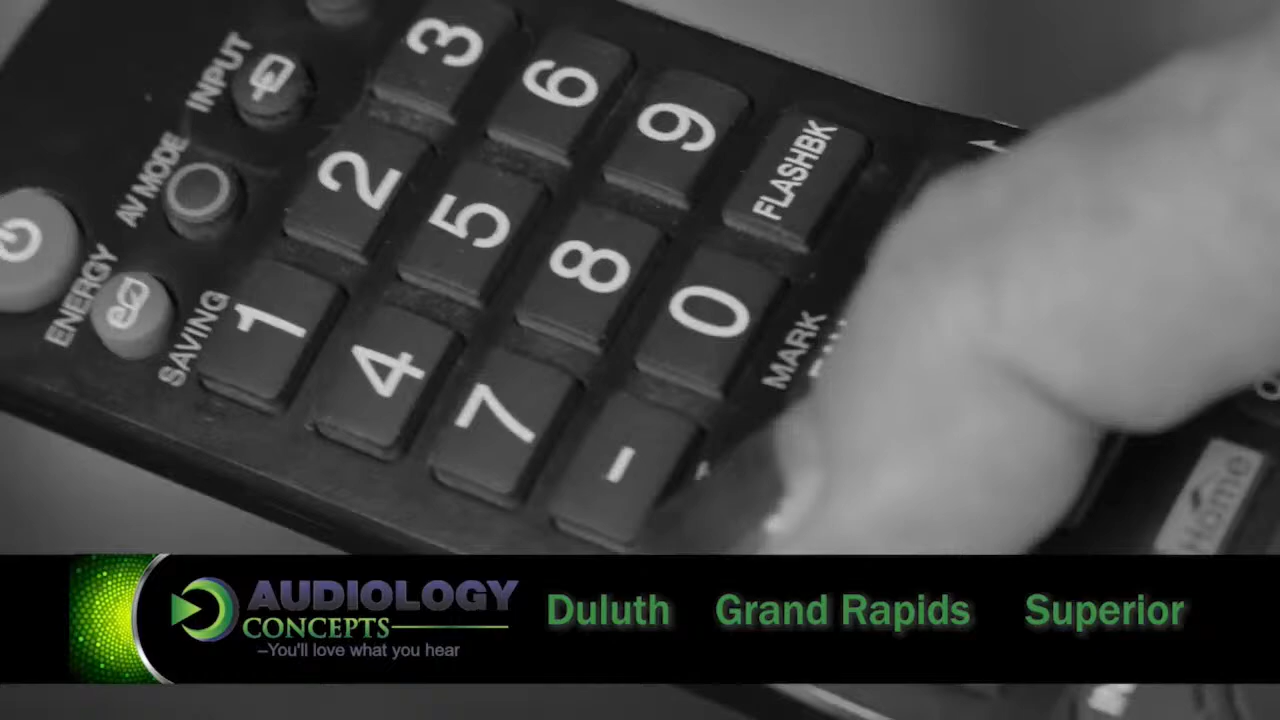 INPUT
AV MODE
ENERGY
SAVING
3
6
9
FLASHBK
2
5
8
0
1
4
7
-
MARK
Home
AUDIOLOGY
CONCEPTS
–You'll love what you hear
Duluth Grand Rapids Superior